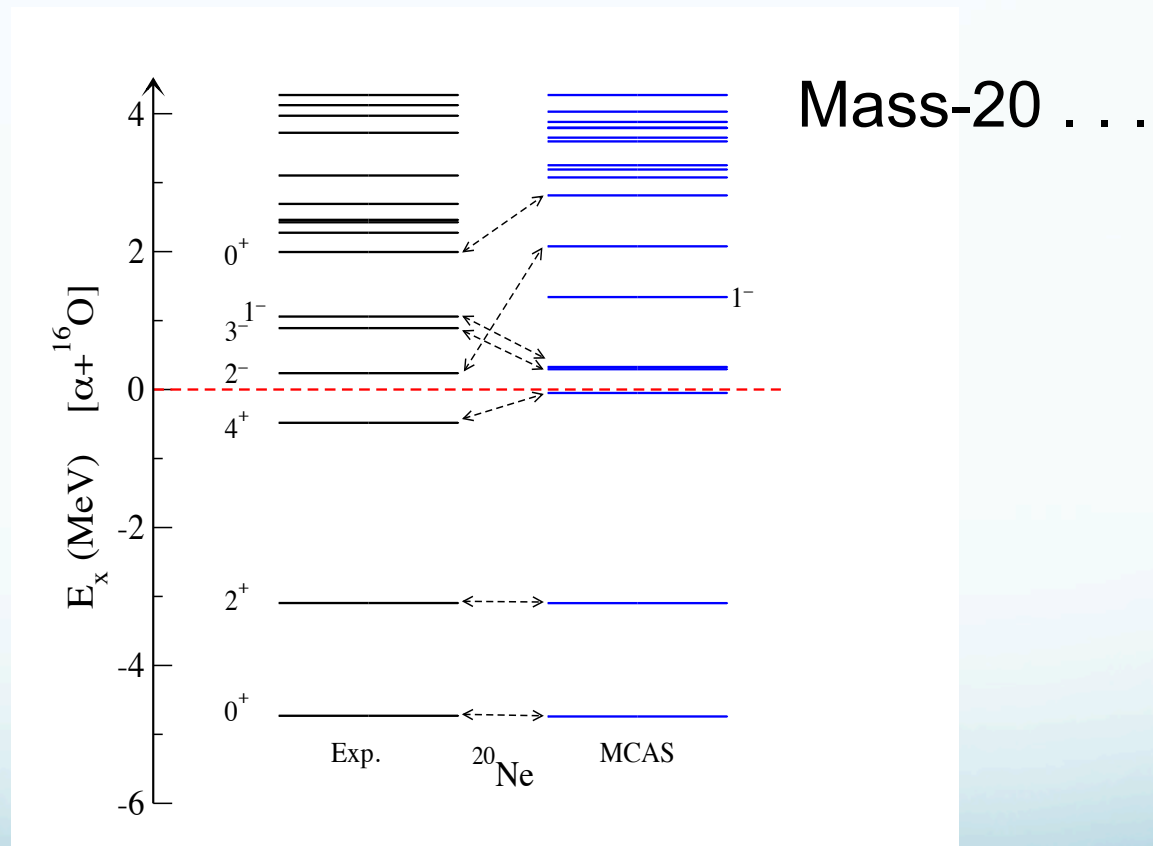 Mass-20 . . .
4
2
0
-2
-4
-6
E_x (MeV) [α+^16O]
0⁺
1⁻
3⁻
2⁻
4⁺
2⁺
0⁺
1⁻
Exp.
²⁰Ne
MCAS